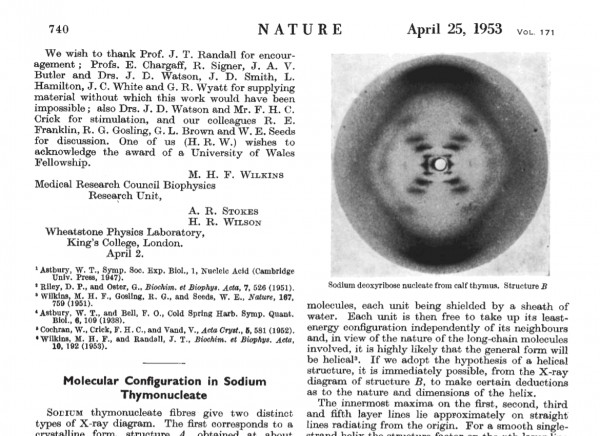 740
NATURE
April 25, 1953 VOL. 171
We wish to thank Prof. J. T. Randall for encour-
agement ; Profs. E. Chargaff, R. Signer, J. A. V.
Butler and Drs. J. D. Watson, J. D. Smith, L.
Hamilton, J. C. White and G. R. Wyatt for supplying
material without which this work would have been
impossible ; also Drs. J. D. Watson and Mr. F. H. C.
Crick for stimulation, and our colleagues R. E.
Franklin, R. G. Gosling, G. L. Brown and W. E. Seeds
for discussion. One of us (H. R. W.) wishes to
acknowledge the award of a University of Wales
Fellowship.
M. H. F. WILKINS
Medical Research Council Biophysics
Research Unit,
A. R. STOKES
H. R. WILSON
Wheatstone Physics Laboratory,
King's College, London.
April 2.
¹ Astbury, W. T., Symp. Soc. Exp. Biol., 1, Nucleic Acid (Cambridge
Univ. Press, 1947).
² Riley, D. P., and Oster, G., Biochim. et Biophys. Acta, 7, 526 (1951).
³ Wilkins, M. H. F., Gosling, R. G., and Seeds, W. E., Nature, 167,
759 (1951).
⁴ Astbury, W. T., and Bell, F. O., Cold Spring Harb. Symp. Quant.
Biol., 6, 109 (1938).
⁵ Cochran, W., Crick, F. H. C., and Vand, V., Acta Cryst., 5, 581 (1952).
⁶ Wilkins, M. H. F., and Randall, J. T., Biochim. et Biophys. Acta,
10, 192 (1953).
Molecular Configuration in Sodium
Thymonucleate
SODIUM thymonucleate fibres give two distinct
types of X-ray diagram. The first corresponds to a
crystalline form, structure A, obtained at about
Sodium deoxyribose nucleate from calf thymus. Structure B
molecules, each unit being shielded by a sheath of
water. Each unit is then free to take up its least-
energy configuration independently of its neighbours
and, in view of the nature of the long-chain molecules
involved, it is highly likely that the general form will
be helical³. If we adopt the hypothesis of a helical
structure, it is immediately possible, from the X-ray
diagram of structure B, to make certain deductions
as to the nature and dimensions of the helix.
The innermost maxima on the first, second, third
and fifth layer lines lie approximately on straight
lines radiating from the origin. For a smooth single-
strand helix the structure factor on the